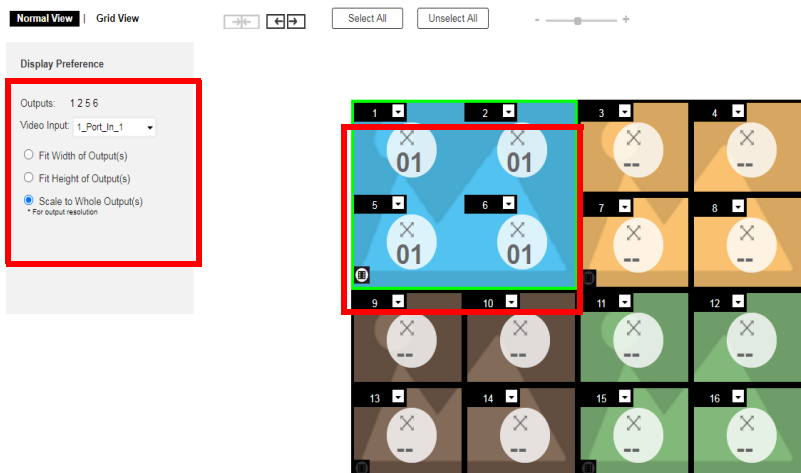 Normal View | Grid View
- +
Select All
Unselect All
Display Preference
Outputs: 1 2 5 6
Video Input: 1_Port_In_1
Fit Width of Output(s)
Fit Height of Output(s)
Scale to Whole Output(s)
* For output resolution
1 2 3 4
01 01 -- --
5 6 7 8
01 01 -- --
9 10 11 12
-- -- -- --
13 14 15 16
-- -- -- --